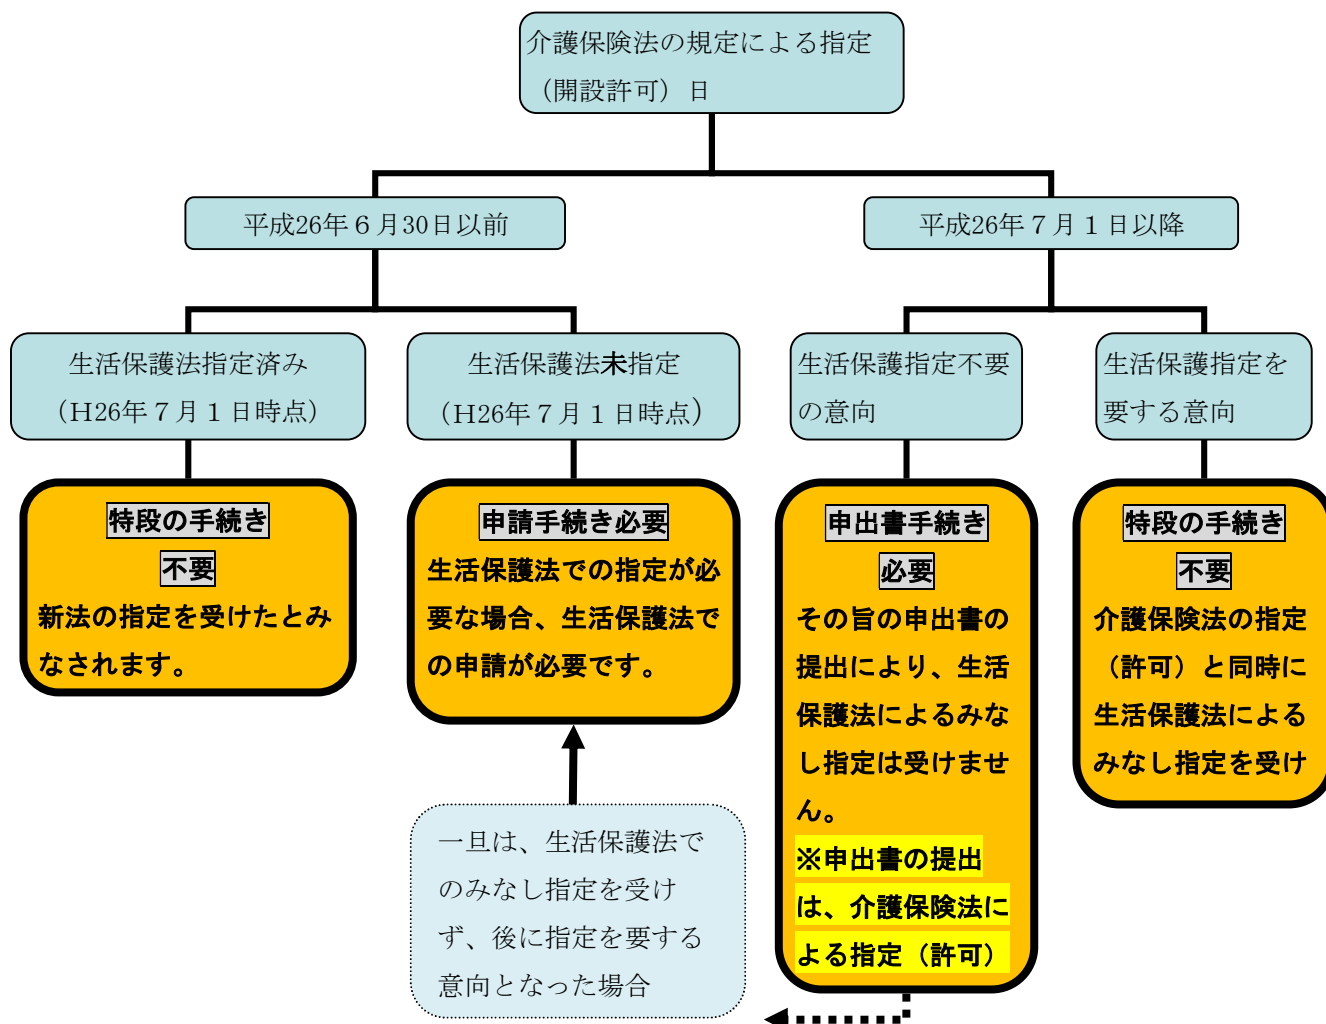 介護保険法の規定による指定
（開設許可）日
平成26年６月30日以前
平成26年７月１日以降
生活保護法指定済み
（H26年７月１日時点）
生活保護法未指定
（H26年７月１日時点）
生活保護指定不要
の意向
生活保護指定を
要する意向
特段の手続き
不要
新法の指定を受けたとみ
なされます。
申請手続き必要
生活保護法での指定が必
要な場合、生活保護法で
の申請が必要です。
申出書手続き
必要
その旨の申出書の
提出により、生活
保護法によるみな
し指定は受けませ
ん。
※申出書の提出
は、介護保険法に
よる指定（許可）
特段の手続き
不要
介護保険法の指定
（許可）と同時に
生活保護法による
みなし指定を受け
一旦は、生活保護法で
のみなし指定を受け
ず、後に指定を要する
意向となった場合